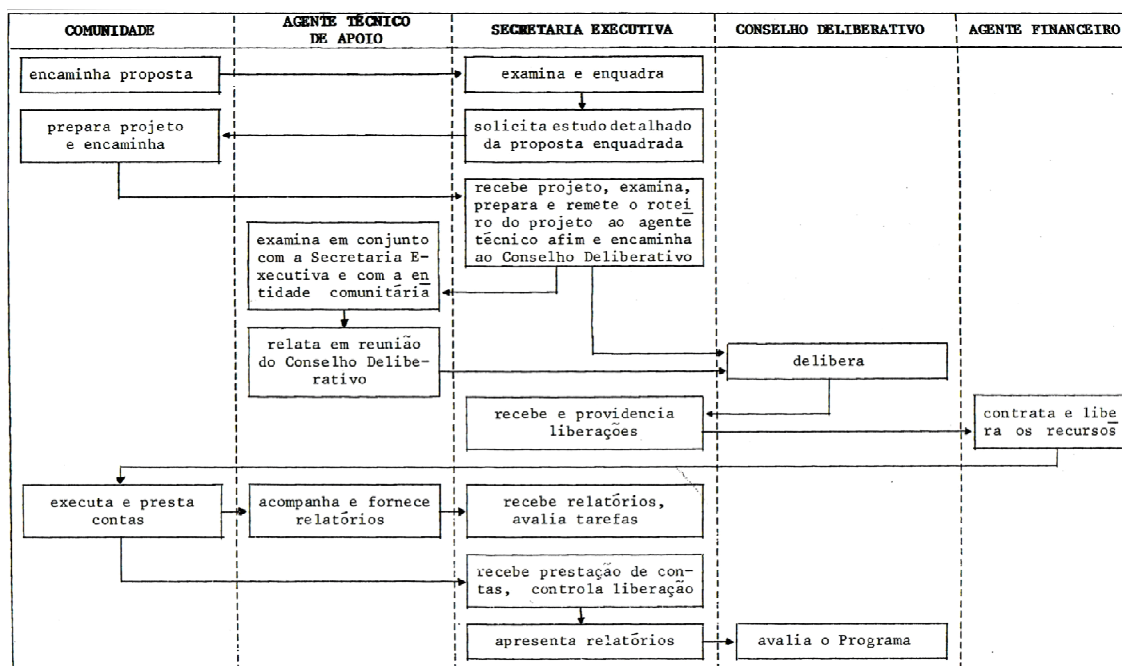 COMUNIDADE
AGENTE TÉCNICO
DE APOIO
SECRETARIA EXECUTIVA
CONSELHO DELIBERATIVO
AGENTE FINANCEIRO
encaminha proposta
examina e enquadra
prepara projeto
e encaminha
solicita estudo detalhado
da proposta enquadrada
recebe projeto, examina,
prepara e remete o rotei
ro do projeto ao agente
técnico afim e encaminha
ao Conselho Deliberativo
examina em conjunto
com a Secretaria E-
xecutiva e com a en
tidade comunitária
relata em reunião
do Conselho Delibe-
rativo
delibera
recebe e providencia
liberações
contrata e libe
ra os recursos
executa e presta
contas
acompanha e fornece
relatórios
recebe relatórios,
avalia tarefas
recebe prestação de con-
tas, controla liberação
apresenta relatórios
avalia o Programa